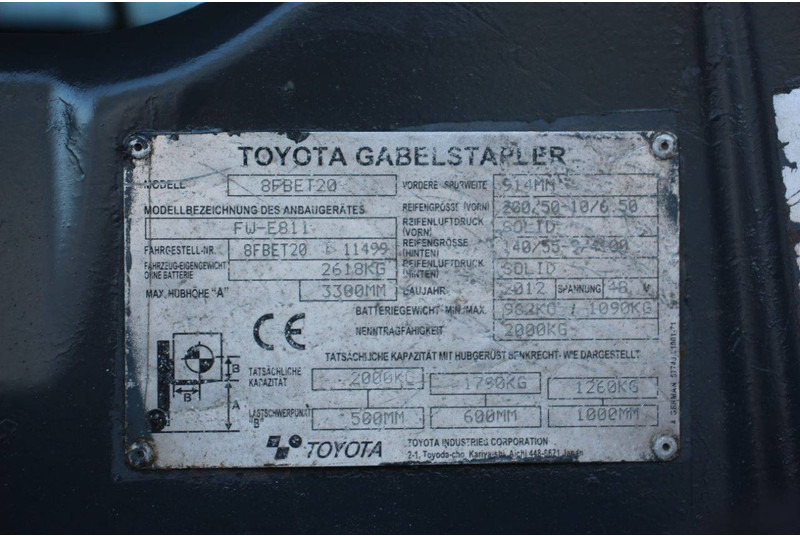 TOYOTA GABELSTAPLER
MODELL 8FBET20 VORDERE SPURWEITE 914MM
MODELLBEZEICHNUNG DES ANBAUGERÄTES REIFENGRÖSSE (VORN) 200/50-10/6.50
FW-E811 REIFENLUFTDRUCK (VORN) SOLID
FAHRGESTELL-NR. 8FBET20 E 11499 REIFENGRÖSSE (HINTEN) 140/55-9/4.00
FAHRZEUG-EIGENGEWICHT OHNE BATTERIE 2618KG REIFENLUFTDRUCK (HINTEN) SOLID
MAX. HUBHÖHE "A" 3300MM BAUJAHR 2012 SPANNUNG 48 V
BATTERIEGEWICHT MIN./MAX. 962KG / 1090KG
CE NENNTRAGFÄHIGKEIT 2000KG
TATSÄCHLICHE KAPAZITÄT MIT HUBGERÜST SENKRECHT- WIE DARGESTELLT
B B A
TATSÄCHLICHE KAPAZITÄT 2000KG 1790KG 1260KG
LASTSCHWERPUNKT "B" 500MM 600MM 1000MM
TOYOTA TOYOTA INDUSTRIES CORPORATION
2-1, Toyoda-cho, Kariya-shi, Aichi 448-8671 Japan
GERMAN